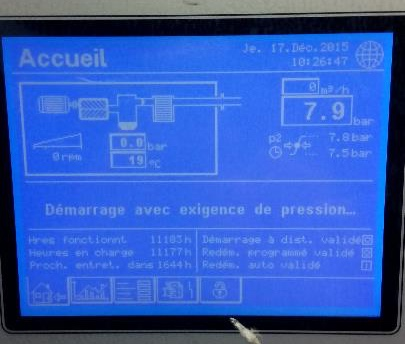 Accueil
Je. 17.Déc.2015
10:26:47
0 m³/h
7.9 bar
0.0 bar
p2 7.8 bar
0 rpm
19 °C
7.5 bar
Démarrage avec exigence de pression...
Hres fonctionnt 11183h
Démarrage à dist. validé
Heures en charge 11177h
Redém. programmé validé
Proch. entret. dans 1644h
Redém. auto validé